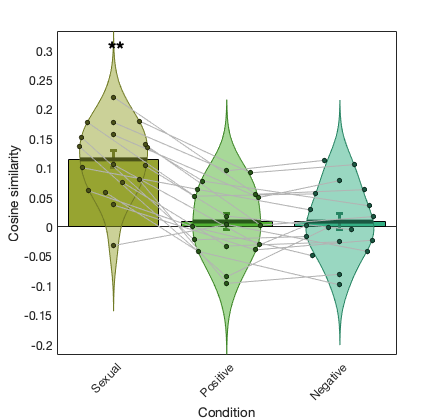 **
0.3
0.25
0.2
0.15
0.1
0.05
0
-0.05
-0.1
-0.15
-0.2
Cosine similarity
Sexual
Positive
Negative
Condition